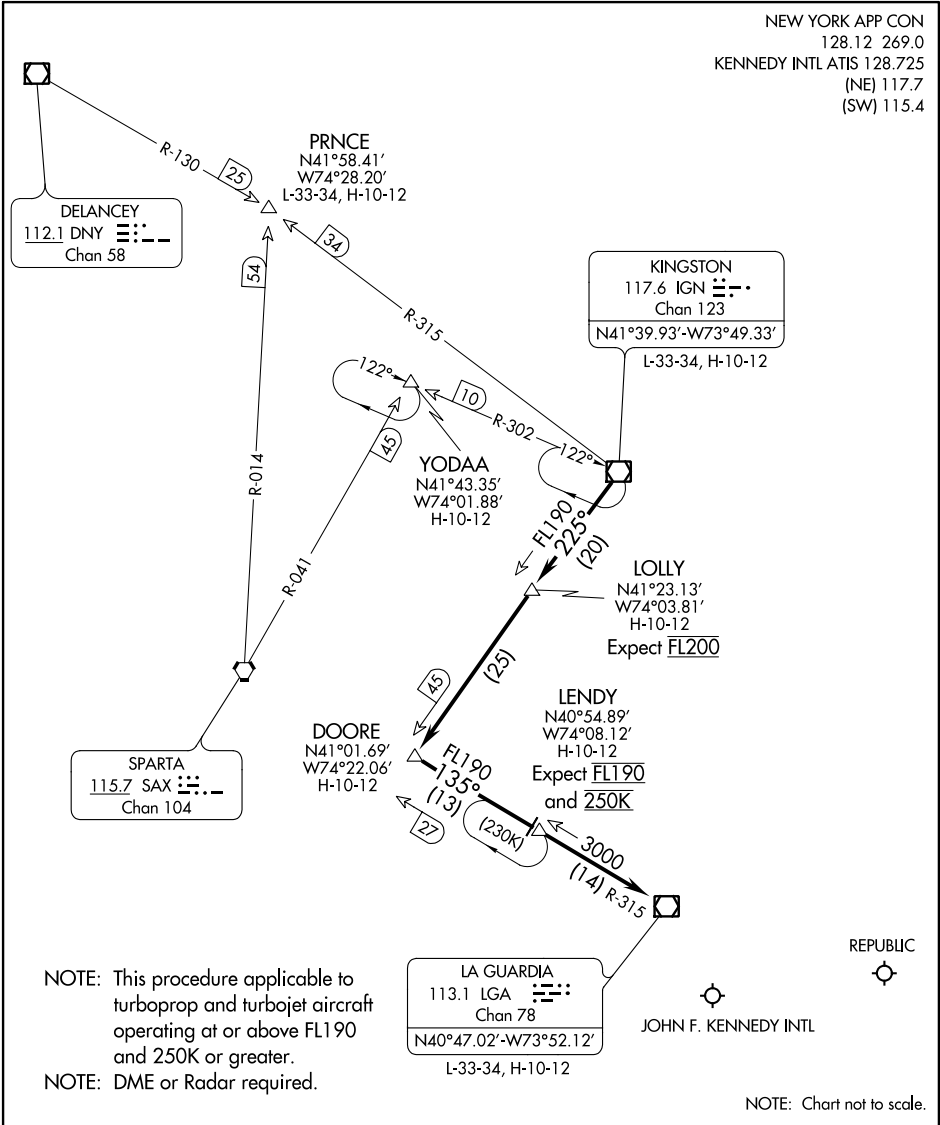 NEW YORK APP CON
128.12 269.0
KENNEDY INTL ATIS 128.725
(NE) 117.7
(SW) 115.4
R-130
25
PRNCE
N41°58.41'
W74°28.20'
L-33-34, H-10-12
DELANCEY
112.1 DNY
Chan 58
54
34
R-315
KINGSTON
117.6 IGN
Chan 123
N41°39.93'-W73°49.33'
L-33-34, H-10-12
122°
10
R-302
122°
45
YODAA
N41°43.35'
W74°01.88'
H-10-12
R-014
R-041
FL190
225°
(20)
LOLLY
N41°23.13'
W74°03.81'
H-10-12
Expect FL200
(25)
45
SPARTA
115.7 SAX
Chan 104
DOORE
N41°01.69'
W74°22.06'
H-10-12
LENDY
N40°54.89'
W74°08.12'
H-10-12
Expect FL190
and 250K
FL190
135°
(13)
27
(230K)
3000
(14) R-315
LA GUARDIA
113.1 LGA
Chan 78
N40°47.02'-W73°52.12'
L-33-34, H-10-12
REPUBLIC
JOHN F. KENNEDY INTL
NOTE: This procedure applicable to
turboprop and turbojet aircraft
operating at or above FL190
and 250K or greater.
NOTE: DME or Radar required.
NOTE: Chart not to scale.